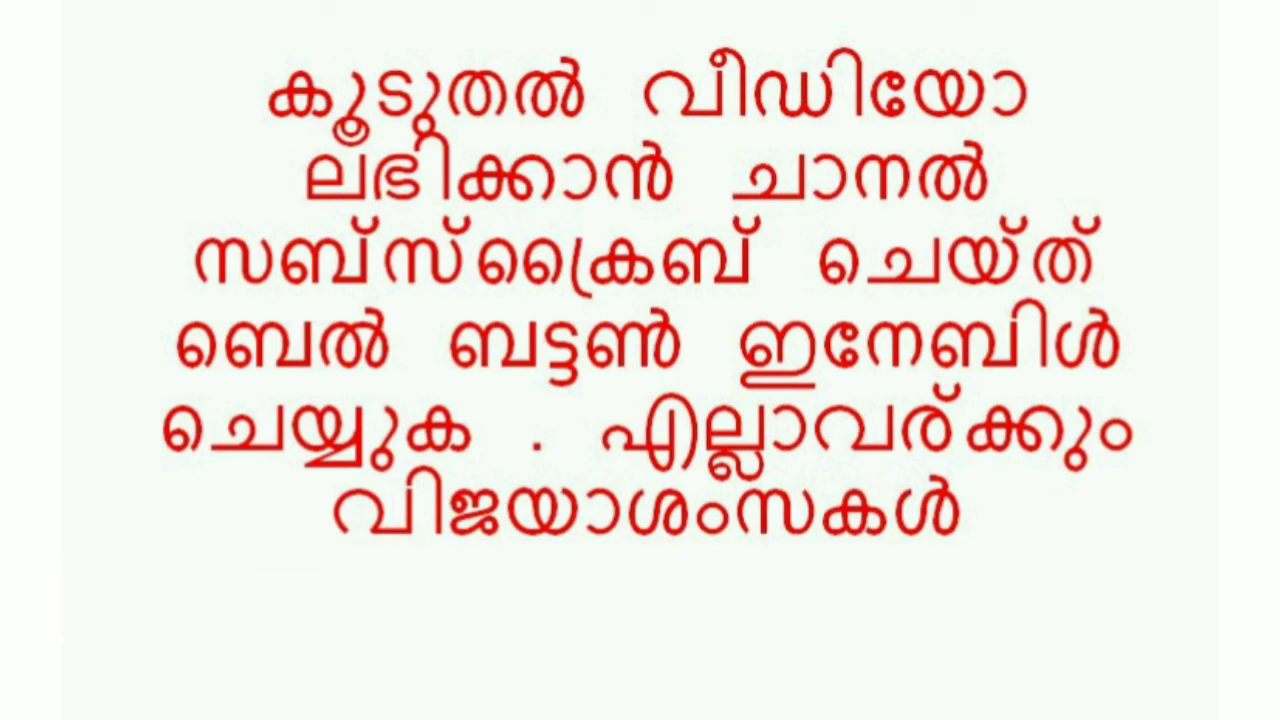 കൂടുതൽ വീഡിയോ
ലഭിക്കാൻ ചാനൽ
സബ്സ്ക്രൈബ് ചെയ്ത്
ബെൽ ബട്ടൺ ഇനേബിൾ
ചെയ്യുക . എല്ലാവര്ക്കും
വിജയാശംസകൾ